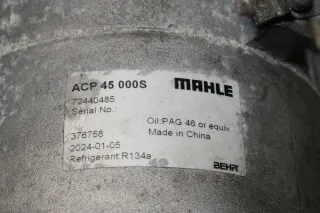 ACP 45 000S MAHLE
72440485
Serial No.:
Oil:PAG 46 or equiv.
376758 Made in China
2024-01-05
Refrigerant:R134a BEHR